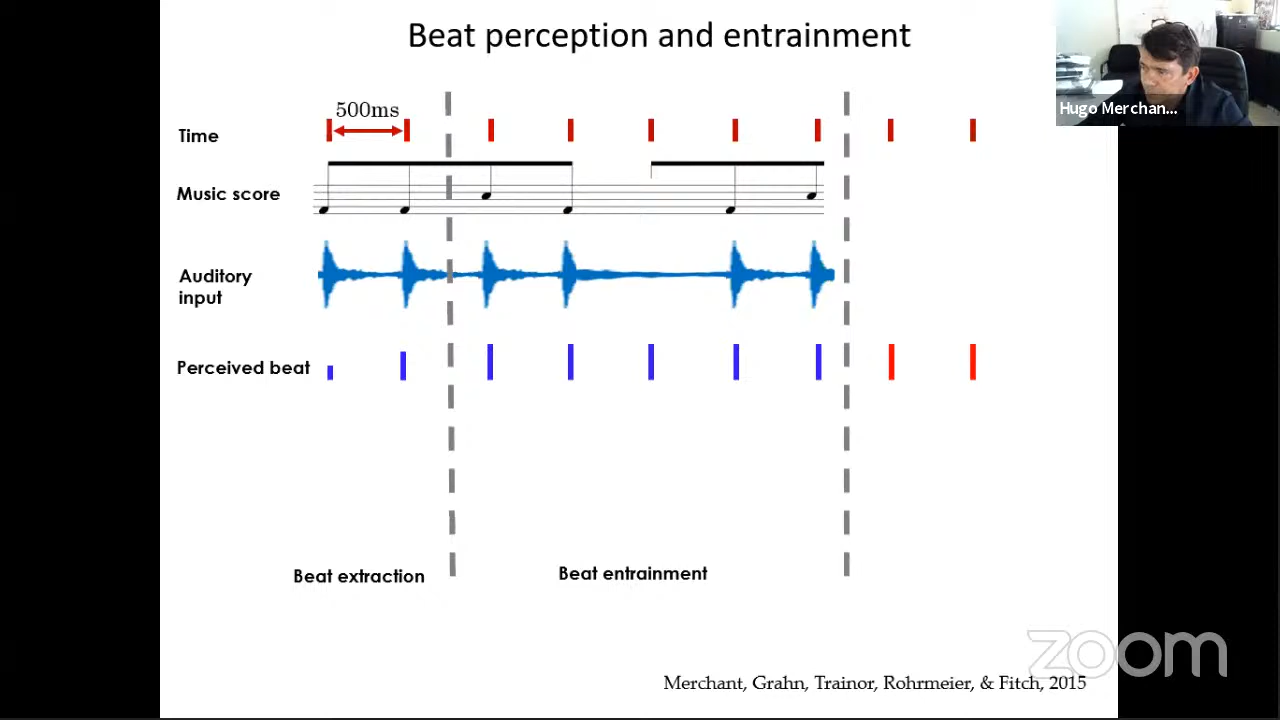 Beat perception and entrainment
Hugo Merchan...
500ms
Time
Music score
Auditory
input
Perceived beat
Beat extraction
Beat entrainment
zoom
Merchant, Grahn, Trainor, Rohrmeier, & Fitch, 2015